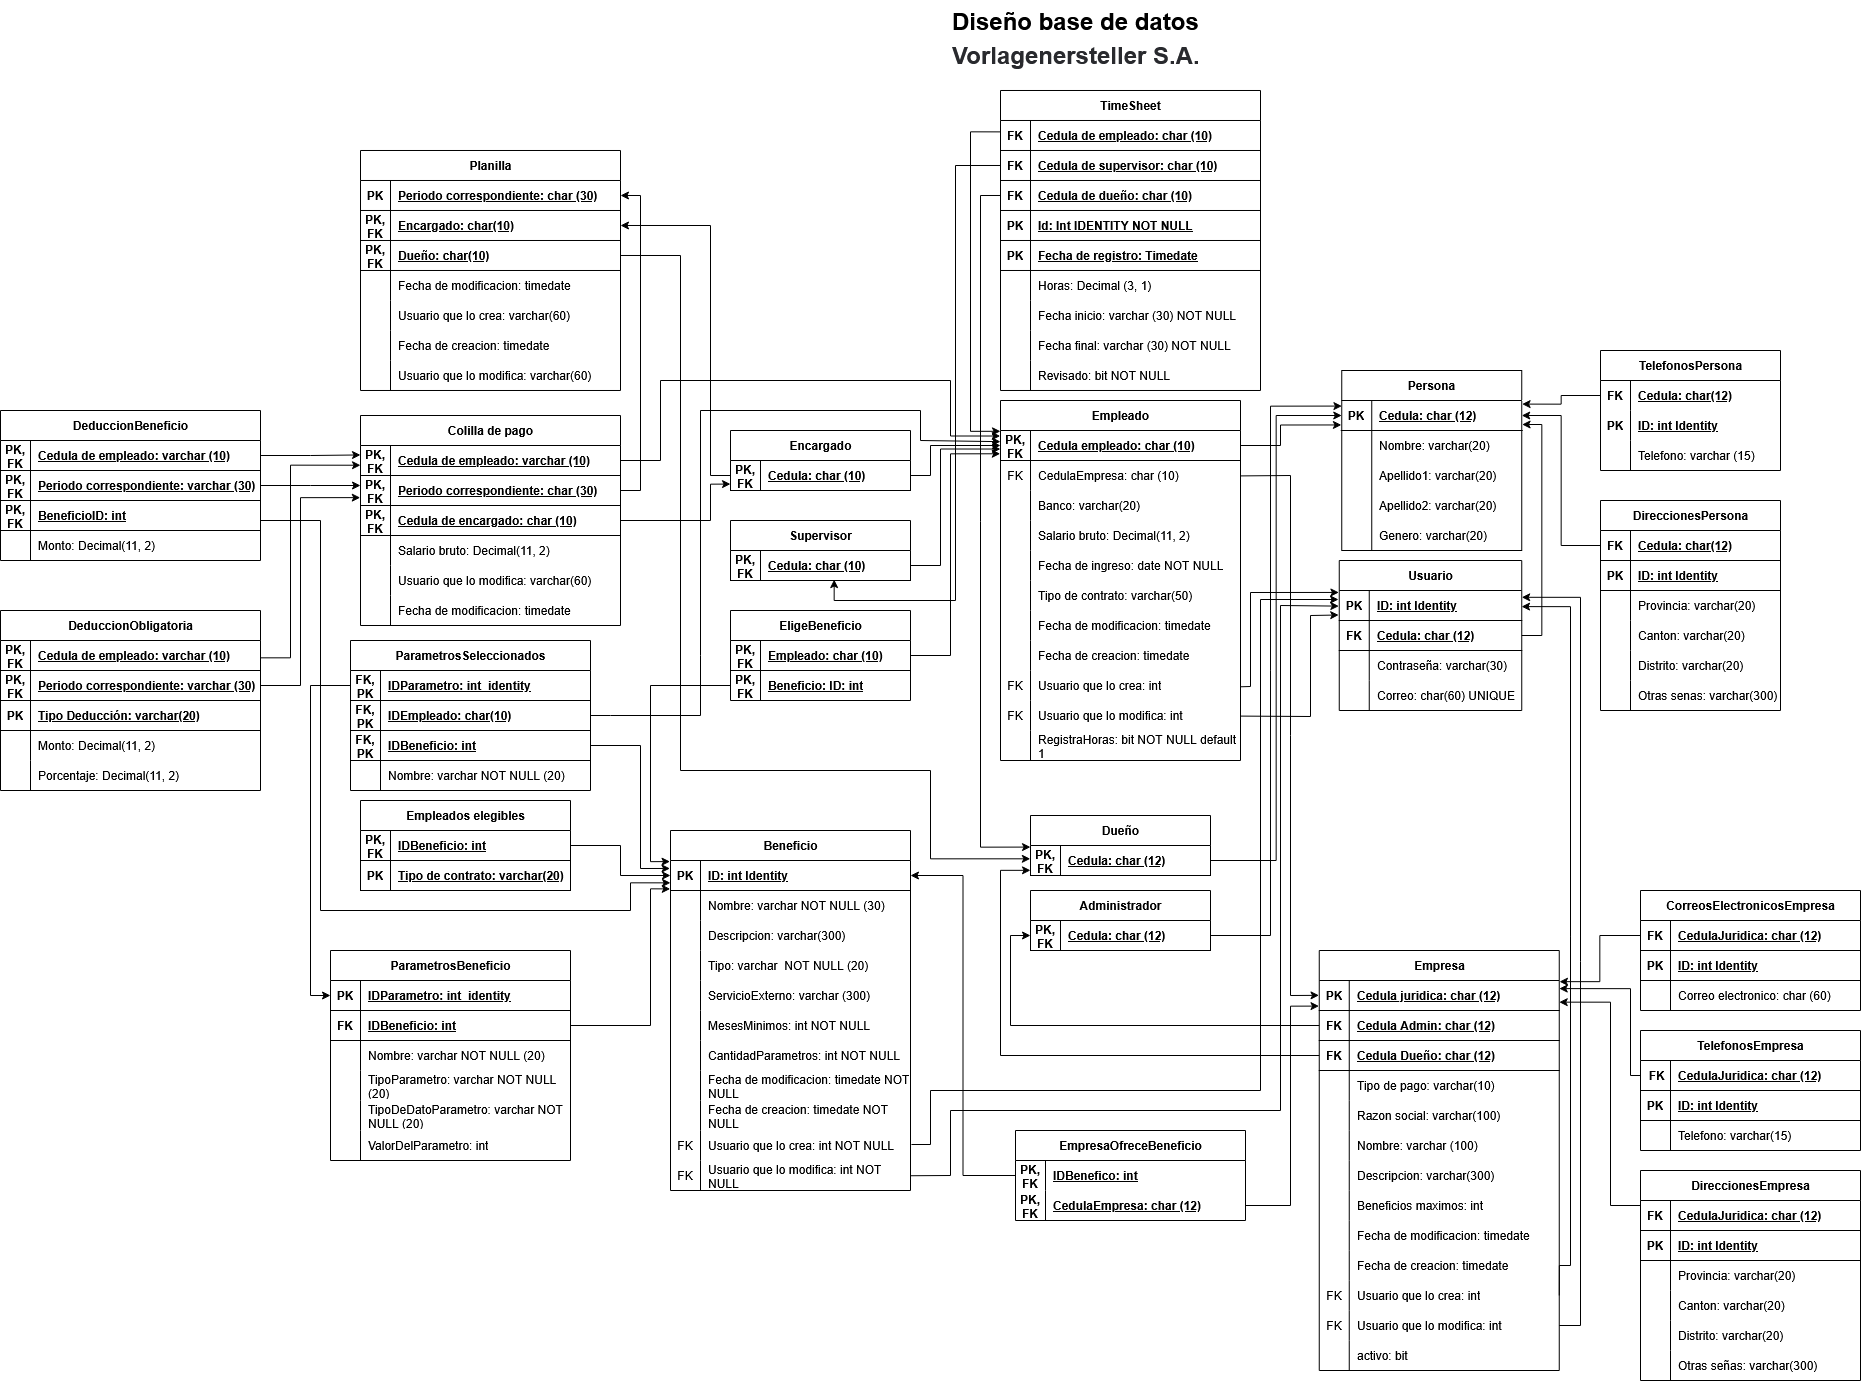 Diseño base de datos
Vorlagenersteller S.A.
TimeSheet
FK Cedula de empleado: char (10)
FK Cedula de supervisor: char (10)
FK Cedula de dueño: char (10)
PK Id: Int IDENTITY NOT NULL
PK Fecha de registro: Timedate
Horas: Decimal (3, 1)
Fecha inicio: varchar (30) NOT NULL
Fecha final: varchar (30) NOT NULL
Revisado: bit NOT NULL
Planilla
PK Periodo correspondiente: char (30)
PK, FK Encargado: char(10)
PK, FK Dueño: char(10)
Fecha de modificacion: timedate
Usuario que lo crea: varchar(60)
Fecha de creacion: timedate
Usuario que lo modifica: varchar(60)
DeduccionBeneficio
PK, FK Cedula de empleado: varchar (10)
PK, FK Periodo correspondiente: varchar (30)
PK, FK BeneficioID: int
Monto: Decimal(11, 2)
Colilla de pago
PK, FK Cedula de empleado: varchar (10)
PK, FK Periodo correspondiente: char (30)
PK, FK Cedula de encargado: char (10)
Salario bruto: Decimal(11, 2)
Usuario que lo modifica: varchar(60)
Fecha de modificacion: timedate
Encargado
PK, FK Cedula: char (10)
Supervisor
PK, FK Cedula: char (10)
EligeBeneficio
PK, FK Empleado: char (10)
PK, FK Beneficio: ID: int
Empleado
PK, FK Cedula empleado: char (10)
FK CedulaEmpresa: char (10)
Banco: varchar(20)
Salario bruto: Decimal(11, 2)
Fecha de ingreso: date NOT NULL
Tipo de contrato: varchar(50)
Fecha de modificacion: timedate
Fecha de creacion: timedate
FK Usuario que lo crea: int
FK Usuario que lo modifica: int
RegistraHoras: bit NOT NULL default
1
Persona
PK Cedula: char (12)
Nombre: varchar(20)
Apellido1: varchar(20)
Apellido2: varchar(20)
Genero: varchar(20)
Usuario
PK ID: int Identity
FK Cedula: char (12)
Contraseña: varchar(30)
Correo: char(60) UNIQUE
TelefonosPersona
FK Cedula: char(12)
PK ID: int Identity
Telefono: varchar (15)
DireccionesPersona
FK Cedula: char(12)
PK ID: int Identity
Provincia: varchar(20)
Canton: varchar(20)
Distrito: varchar(20)
Otras senas: varchar(300)
DeduccionObligatoria
PK, FK Cedula de empleado: varchar (10)
PK, FK Periodo correspondiente: varchar (30)
PK Tipo Deducción: varchar(20)
Monto: Decimal(11, 2)
Porcentaje: Decimal(11, 2)
ParametrosSeleccionados
FK, PK IDParametro: int_identity
FK, PK IDEmpleado: char(10)
FK, PK IDBeneficio: int
Nombre: varchar NOT NULL (20)
Empleados elegibles
PK, FK IDBeneficio: int
PK Tipo de contrato: varchar(20)
ParametrosBeneficio
PK IDParametro: int_identity
FK IDBeneficio: int
Nombre: varchar NOT NULL (20)
TipoParametro: varchar NOT NULL
(20)
TipoDeDatoParametro: varchar NOT
NULL (20)
ValorDelParametro: int
Beneficio
PK ID: int Identity
Nombre: varchar NOT NULL (30)
Descripcion: varchar(300)
Tipo: varchar  NOT NULL (20)
ServicioExterno: varchar (300)
MesesMinimos: int NOT NULL
CantidadParametros: int NOT NULL
Fecha de modificacion: timedate NOT
NULL
Fecha de creacion: timedate NOT
NULL
FK Usuario que lo crea: int NOT NULL
FK Usuario que lo modifica: int NOT
NULL
Dueño
PK, FK Cedula: char (12)
Administrador
PK, FK Cedula: char (12)
EmpresaOfreceBeneficio
PK, FK IDBenefico: int
PK, FK CedulaEmpresa: char (12)
Empresa
PK Cedula juridica: char (12)
FK Cedula Admin: char (12)
FK Cedula Dueño: char (12)
Tipo de pago: varchar(10)
Razon social: varchar(100)
Nombre: varchar (100)
Descripcion: varchar(300)
Beneficios maximos: int
Fecha de modificacion: timedate
Fecha de creacion: timedate
FK Usuario que lo crea: int
FK Usuario que lo modifica: int
activo: bit
CorreosElectronicosEmpresa
FK CedulaJuridica: char (12)
PK ID: int Identity
Correo electronico: char (60)
TelefonosEmpresa
FK CedulaJuridica: char (12)
PK ID: int Identity
Telefono: varchar(15)
DireccionesEmpresa
FK CedulaJuridica: char (12)
PK ID: int Identity
Provincia: varchar(20)
Canton: varchar(20)
Distrito: varchar(20)
Otras señas: varchar(300)